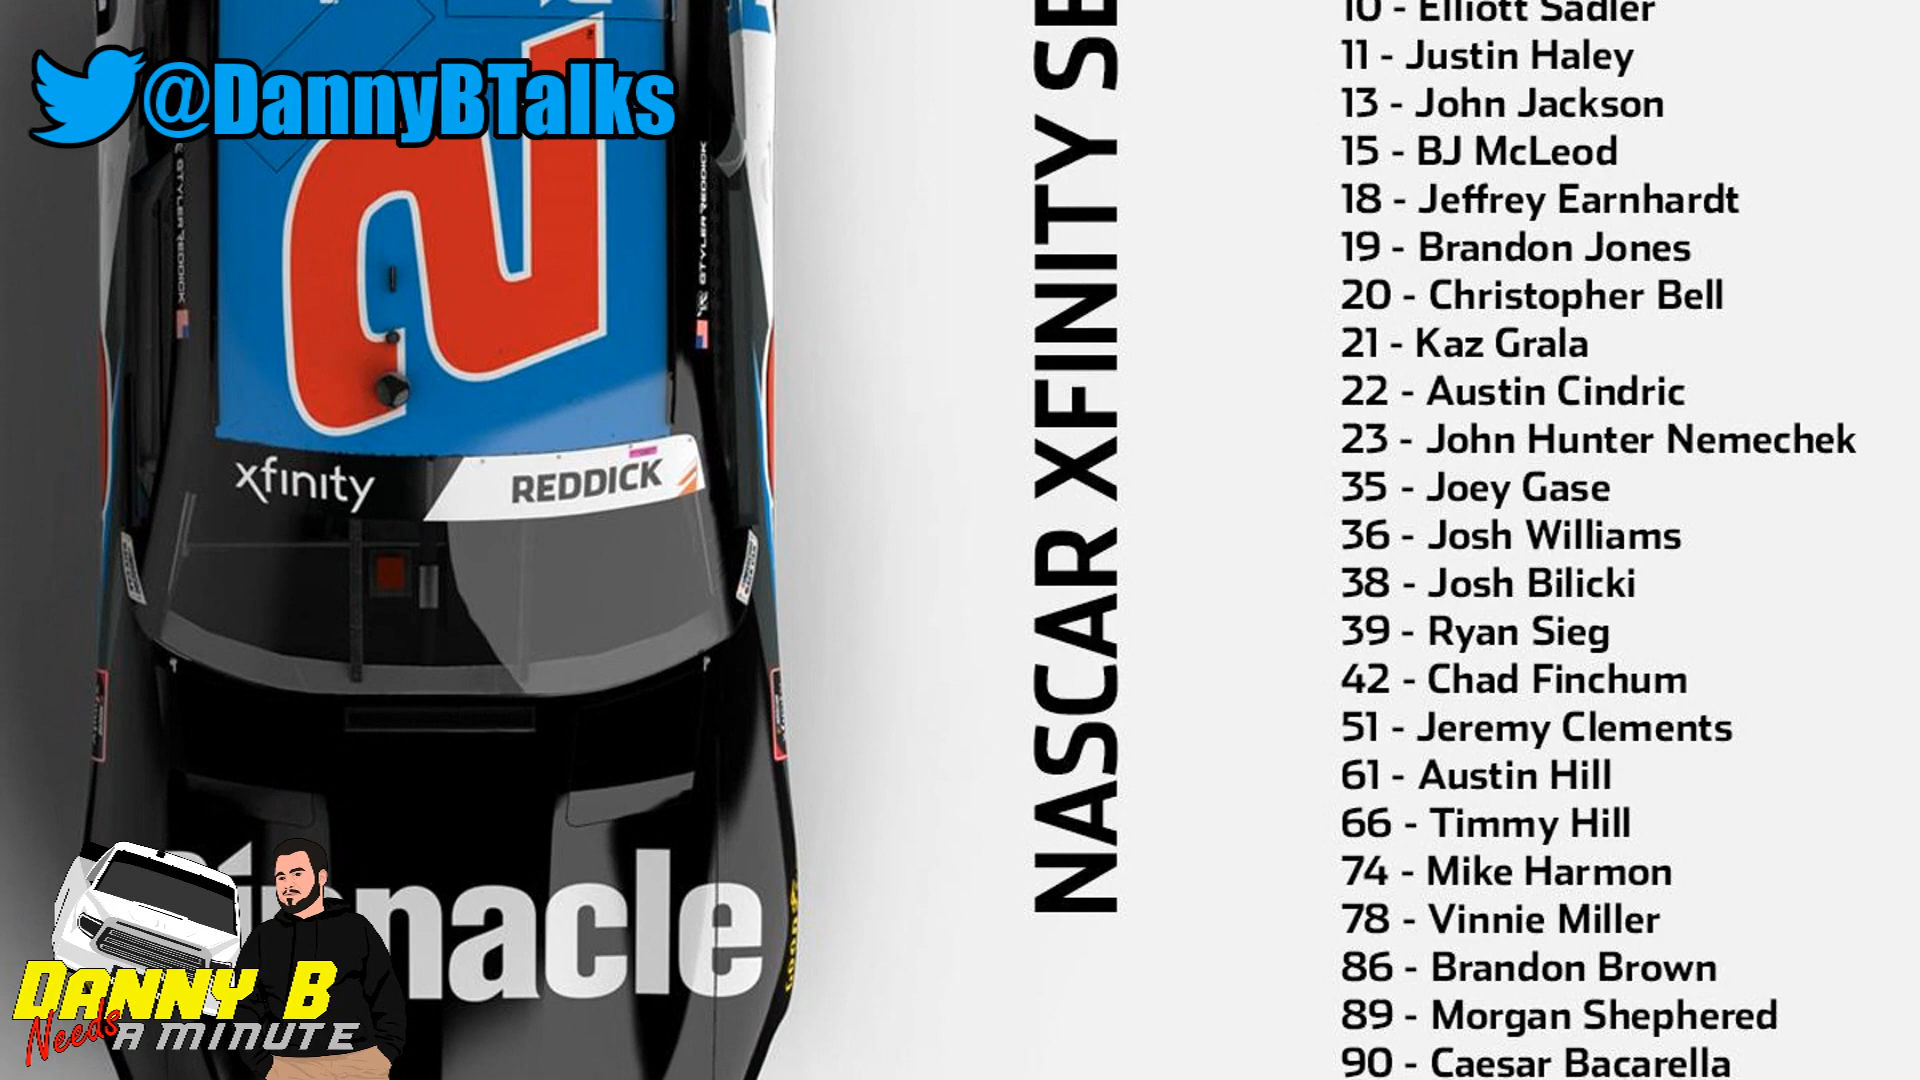 @DannyBTalks
2
xfinity
REDDICK
nacle
DANNY B
Needs
A MINUTE
NASCAR XFINITY SE
10 - Elliott Sadler
11 - Justin Haley
13 - John Jackson
15 - BJ McLeod
18 - Jeffrey Earnhardt
19 - Brandon Jones
20 - Christopher Bell
21 - Kaz Grala
22 - Austin Cindric
23 - John Hunter Nemechek
35 - Joey Gase
36 - Josh Williams
38 - Josh Bilicki
39 - Ryan Sieg
42 - Chad Finchum
51 - Jeremy Clements
61 - Austin Hill
66 - Timmy Hill
74 - Mike Harmon
78 - Vinnie Miller
86 - Brandon Brown
89 - Morgan Shephered
90 - Caesar Bacarella